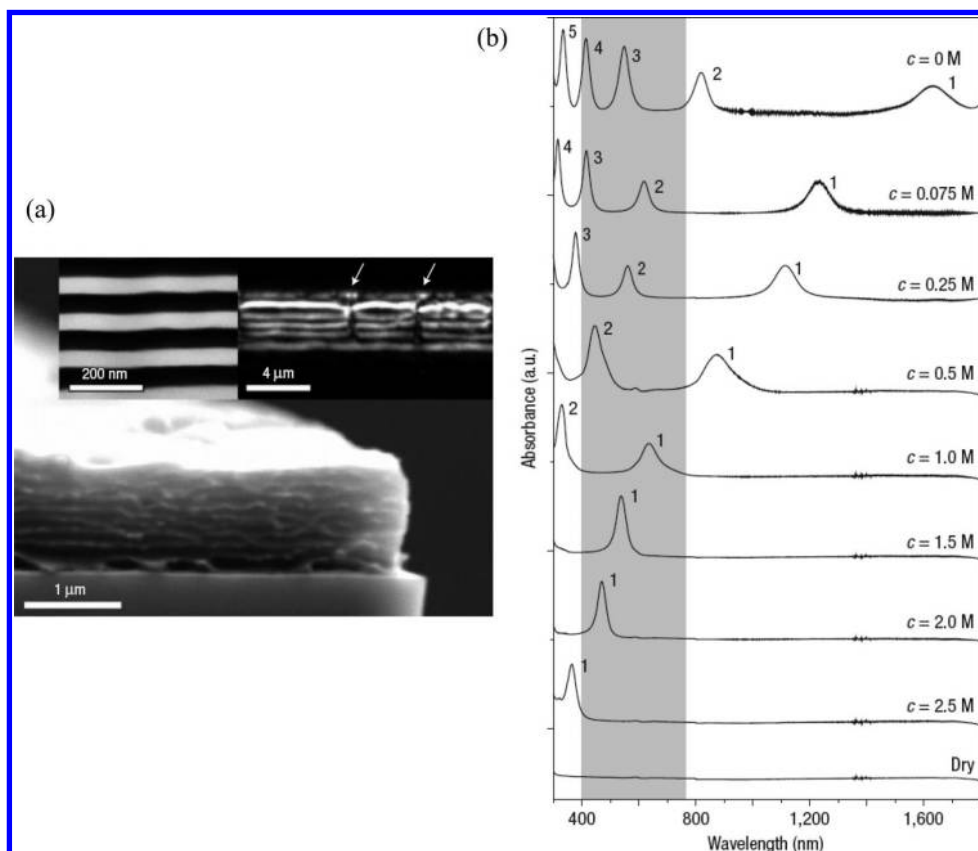 (a)
200 nm
4 µm
1 µm
(b)
5
4
3
2
1
c = 0 M
4
3
2
1
c = 0.075 M
3
2
1
c = 0.25 M
2
1
c = 0.5 M
2
1
c = 1.0 M
1
c = 1.5 M
1
c = 2.0 M
1
c = 2.5 M
Dry
Absorbance (a.u.)
400
800
1,200
1,600
Wavelength (nm)